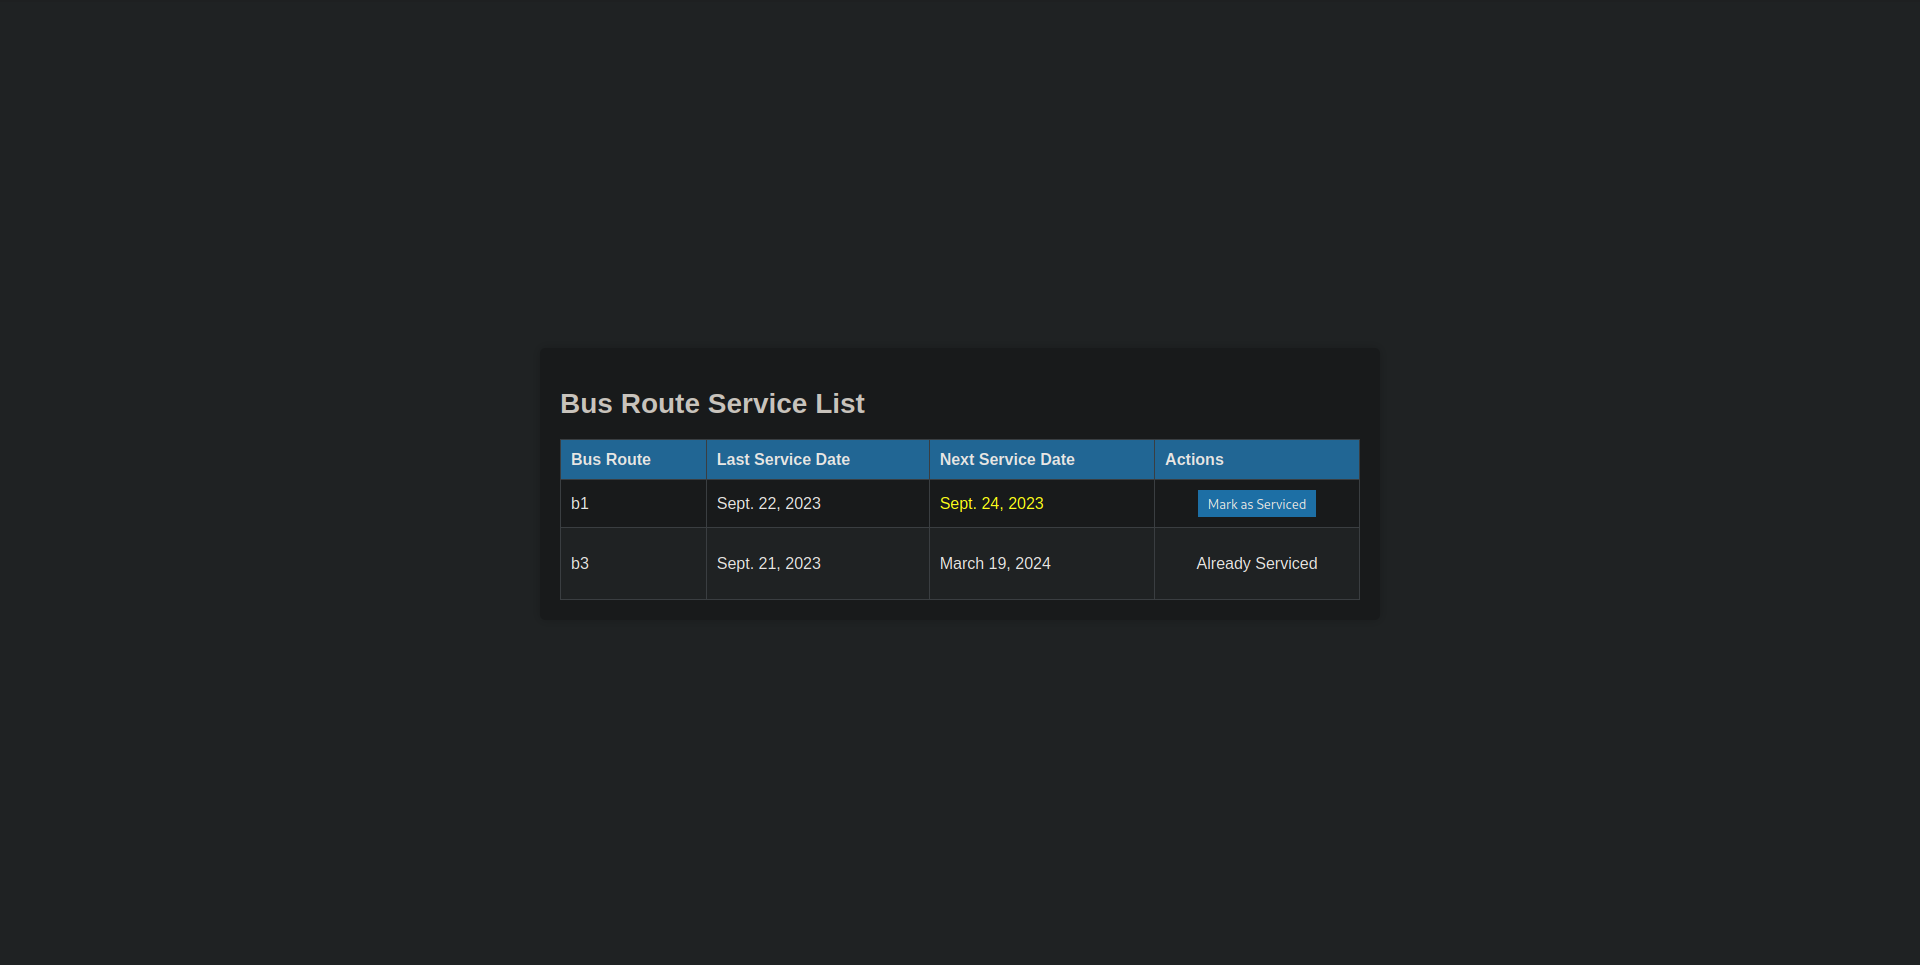 Bus Route Service List
Bus Route Last Service Date Next Service Date Actions
b1 Sept. 22, 2023 Sept. 24, 2023 Mark as Serviced
b3 Sept. 21, 2023 March 19, 2024 Already Serviced